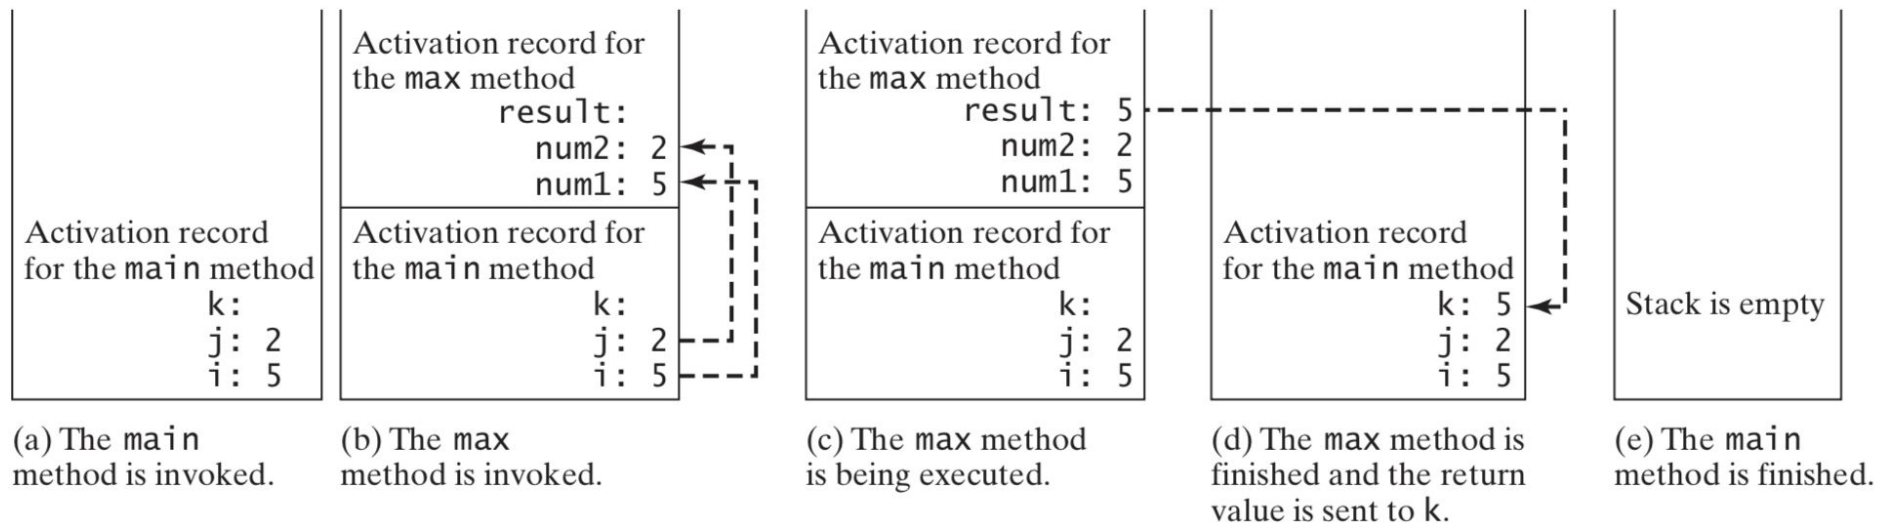 Activation record
for the main method
k:
j: 2
i: 5
(a) The main
method is invoked.
Activation record for
the max method
result:
num2: 2
num1: 5
Activation record for
the main method
k:
j: 2
i: 5
(b) The max
method is invoked.
Activation record for
the max method
result: 5
num2: 2
num1: 5
Activation record for
the main method
k:
j: 2
i: 5
(c) The max method
is being executed.
Activation record
for the main method
k: 5
j: 2
i: 5
(d) The max method is
finished and the return
value is sent to k.
Stack is empty
(e) The main
method is finished.